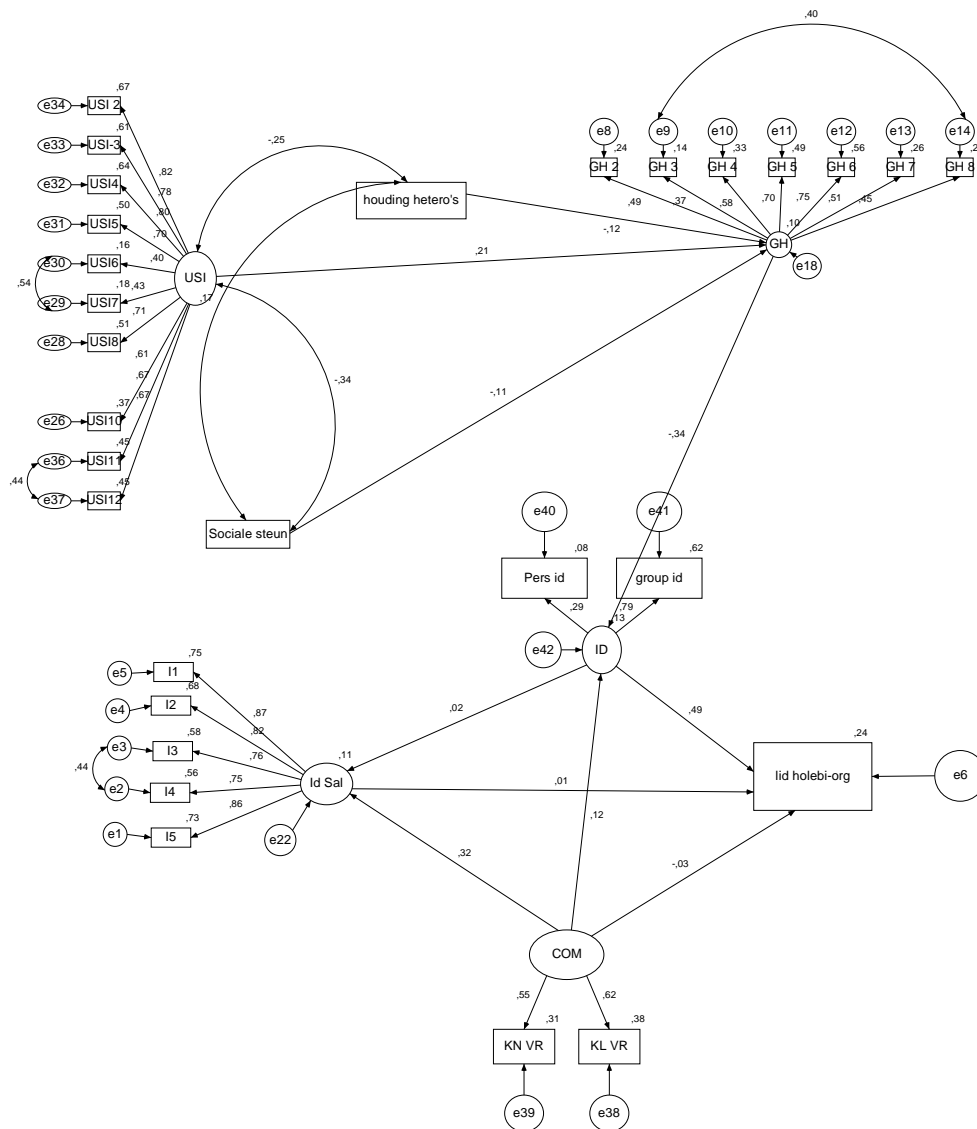 ,40
e8 e9 e10 e11 e12 e13 e14
,24 ,14 ,33 ,49 ,56 ,26
GH 2 GH 3 GH 4 GH 5 GH 6 GH 7 GH 8
,49 ,37 ,58 ,70 ,75 ,51 ,45
,10
GH
e18
,67
e34 USI 2
,61
e33 USI-3
,64
e32 USI4
,50
e31 USI5
,16
e30 USI6
,54
,18
e29 USI7
,51
e28 USI8
,37
e26 USI10
,45
e36 USI11
,44
,45
e37 USI12
,82
,78
,80
,70
,40
,43
,71
,61
,67
,67
USI
-,25
houding hetero's
-,12
,21
,17
-,34
-,11
-,34
Sociale steun
e40 e41
,08 ,62
Pers id group id
,29 ,79
,13
e42 ID
,75
e5 I1
,68
e4 I2
,58
e3 I3
,44
,56
e2 I4
,73
e1 I5
,87
,82
,76
,75
,86
,11
Id Sal
e22
,02
,49
,24
lid holebi-org
e6
,01
,12
,32
-,03
COM
,55 ,62
,31 ,38
KN VR KL VR
e39 e38